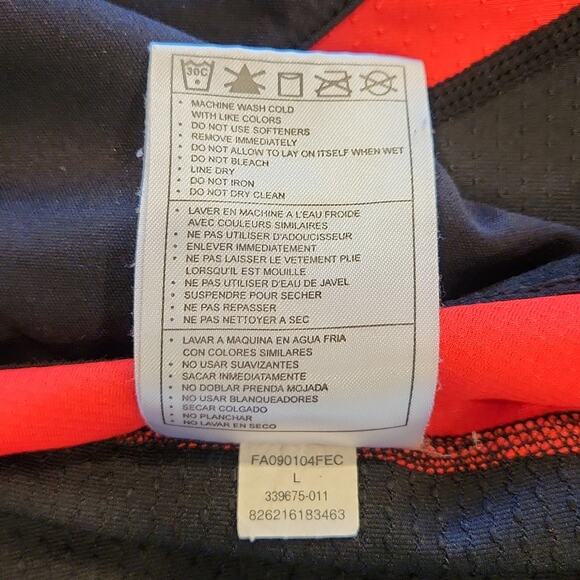 30C
• MACHINE WASH COLD
WITH LIKE COLORS
• DO NOT USE SOFTENERS
• REMOVE IMMEDIATELY
• DO NOT ALLOW TO LAY ON ITSELF WHEN WET
• DO NOT BLEACH
• LINE DRY
• DO NOT IRON
• DO NOT DRY CLEAN
• LAVER EN MACHINE A L'EAU FROIDE
AVEC COULEURS SIMILAIRES
• NE PAS UTILISER D'ADOUCISSEUR
• ENLEVER IMMEDIATEMENT
• NE PAS LAISSER LE VETEMENT PLIE
LORSQU'IL EST MOUILLE
• NE PAS UTILISER D'EAU DE JAVEL
• SUSPENDRE POUR SECHER
• NE PAS REPASSER
• NE PAS NETTOYER A SEC
• LAVAR A MAQUINA EN AGUA FRIA
CON COLORES SIMILARES
• NO USAR SUAVIZANTES
• SACAR INMEDIATAMENTE
• NO DOBLAR PRENDA MOJADA
• NO USAR BLANQUEADORES
• SECAR COLGADO
• NO PLANCHAR
• NO LAVAR EN SECO
FA090104FEC
L
339675-011
826216183463